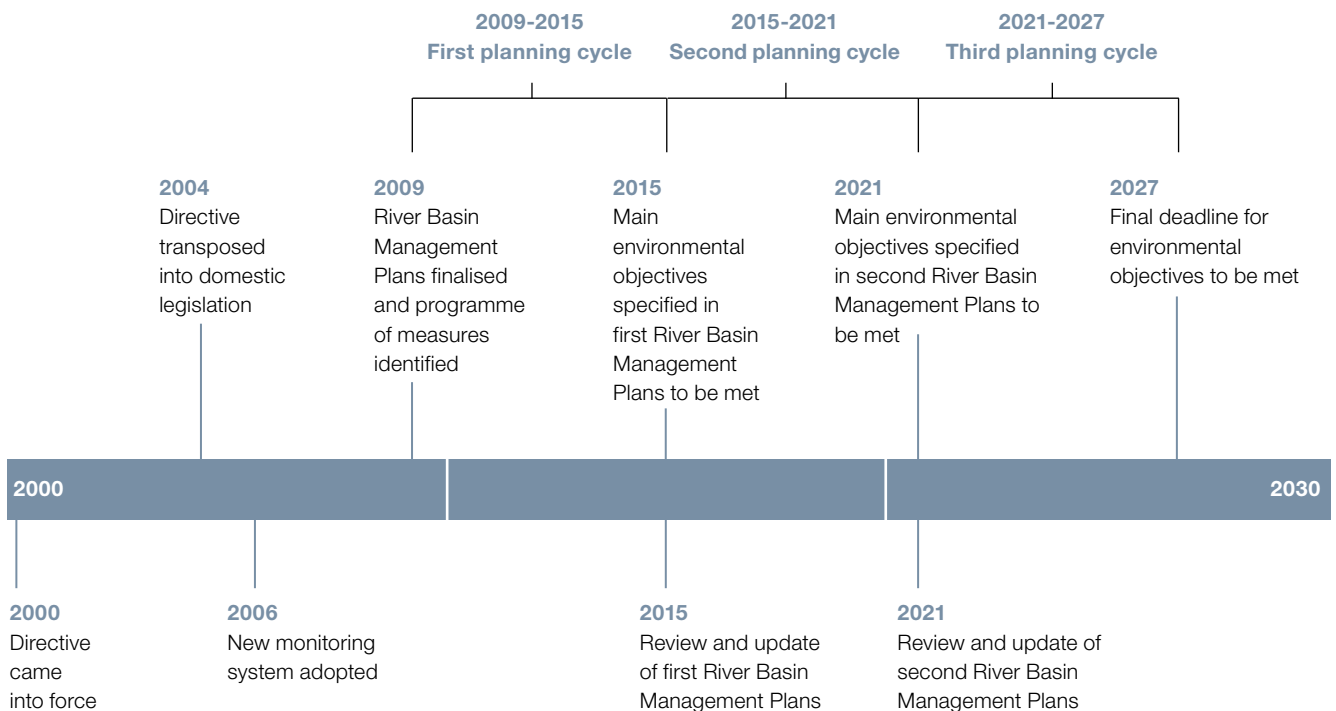 2009-2015
First planning cycle
2015-2021
Second planning cycle
2021-2027
Third planning cycle
2004
Directive
transposed
into domestic
legislation
2009
River Basin
Management
Plans finalised
and programme
of measures
identified
2015
Main
environmental
objectives
specified in
first River Basin
Management
Plans to be met
2021
Main environmental
objectives specified
in second River Basin
Management Plans to
be met
2027
Final deadline for
environmental
objectives to be met
2000
2030
2000
Directive
came
into force
2006
New monitoring
system adopted
2015
Review and update
of first River Basin
Management Plans
2021
Review and update of
second River Basin
Management Plans